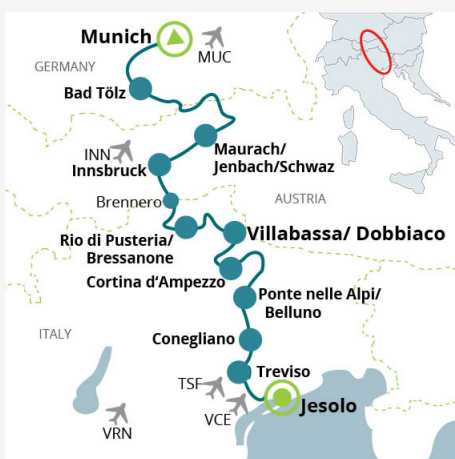 Munich
MUC
GERMANY
Bad Tölz
Maurach/
Jenbach/Schwaz
INN
Innsbruck
AUSTRIA
Brennero
Rio di Pusteria/
Bressanone
Villabassa/ Dobbiaco
Cortina d'Ampezzo
Ponte nelle Alpi/
Belluno
ITALY
Conegliano
Treviso
TSF
VCE
Jesolo
VRN